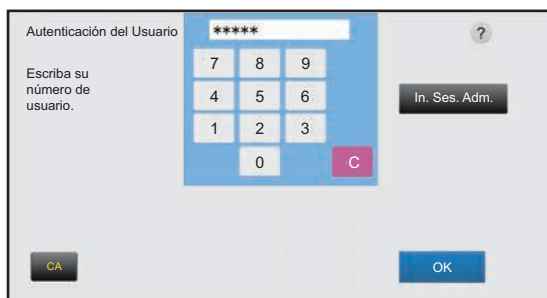 Autenticación del Usuario
*****
?
Escriba su
número de
usuario.
7 8 9
4 5 6
1 2 3
0 C
In. Ses. Adm.
CA
OK